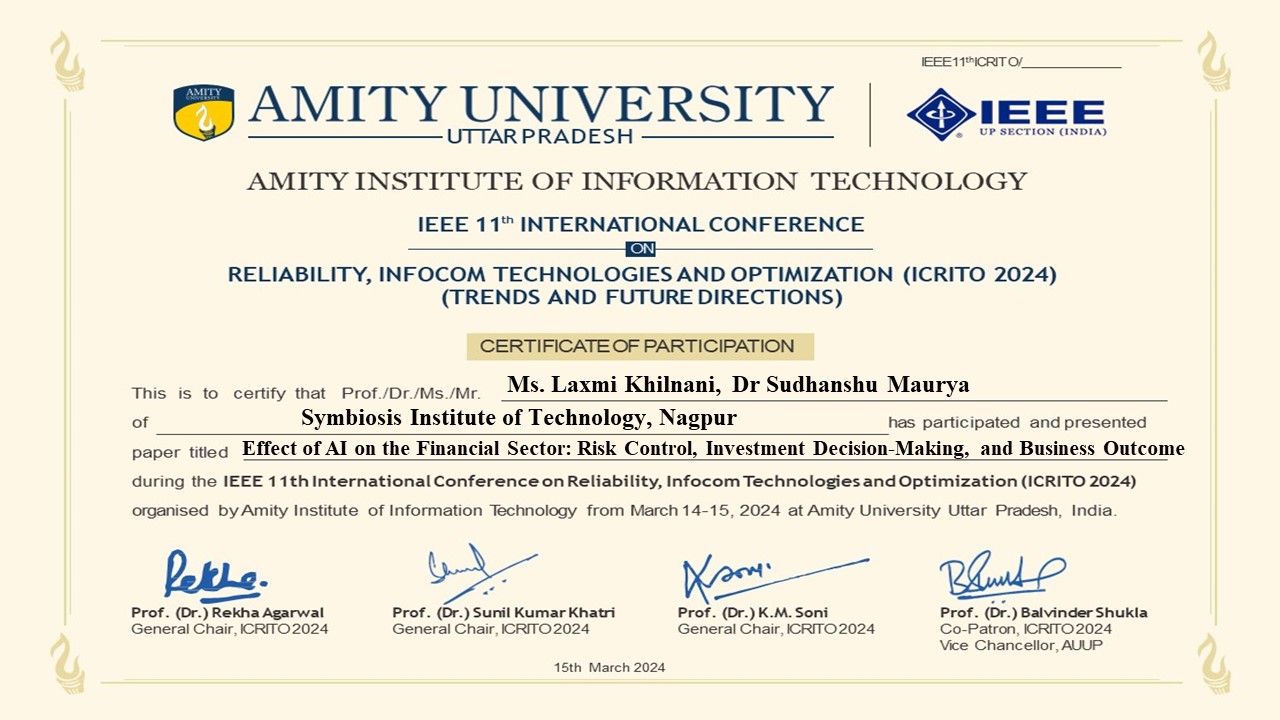 IEEE11thICRITO/______________
AMITY UNIVERSITY
AMITY UNIVERSITY
UTTAR PRADESH
IEEE
UP SECTION (INDIA)
AMITY INSTITUTE OF INFORMATION TECHNOLOGY
IEEE 11th INTERNATIONAL CONFERENCE
ON
RELIABILITY, INFOCOM TECHNOLOGIES AND OPTIMIZATION (ICRITO 2024)
(TRENDS AND FUTURE DIRECTIONS)
CERTIFICATE OF PARTICIPATION
This is to certify that Prof./Dr./Ms./Mr. Ms. Laxmi Khilnani, Dr Sudhanshu Maurya
of Symbiosis Institute of Technology, Nagpur has participated and presented
paper titled Effect of AI on the Financial Sector: Risk Control, Investment Decision-Making, and Business Outcome
during the IEEE 11th International Conference on Reliability, Infocom Technologies and Optimization (ICRITO 2024)
organised by Amity Institute of Information Technology from March 14-15, 2024 at Amity University Uttar Pradesh, India.
Rekha.
Prof. (Dr.) Rekha Agarwal
General Chair, ICRITO 2024
Prof. (Dr.) Sunil Kumar Khatri
General Chair, ICRITO 2024
KSoni
Prof. (Dr.) K.M. Soni
General Chair, ICRITO 2024
Prof. (Dr.) Balvinder Shukla
Co-Patron, ICRITO 2024
Vice Chancellor, AUUP
15th March 2024